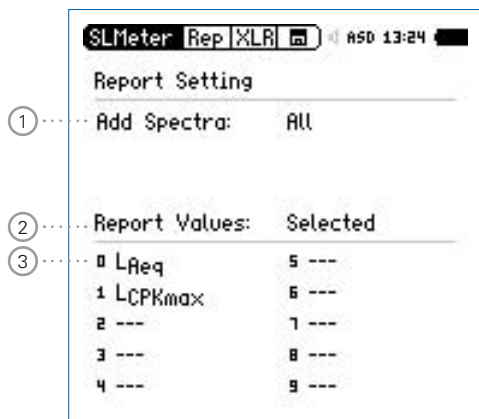 SLMeter Rep XLR ASD 13:24
Report Setting
1 Add Spectra: All
2 Report Values: Selected
3 0 LAeq 5 ---
1 LCPKmax 6 ---
2 --- 7 ---
3 --- 8 ---
4 --- 9 ---